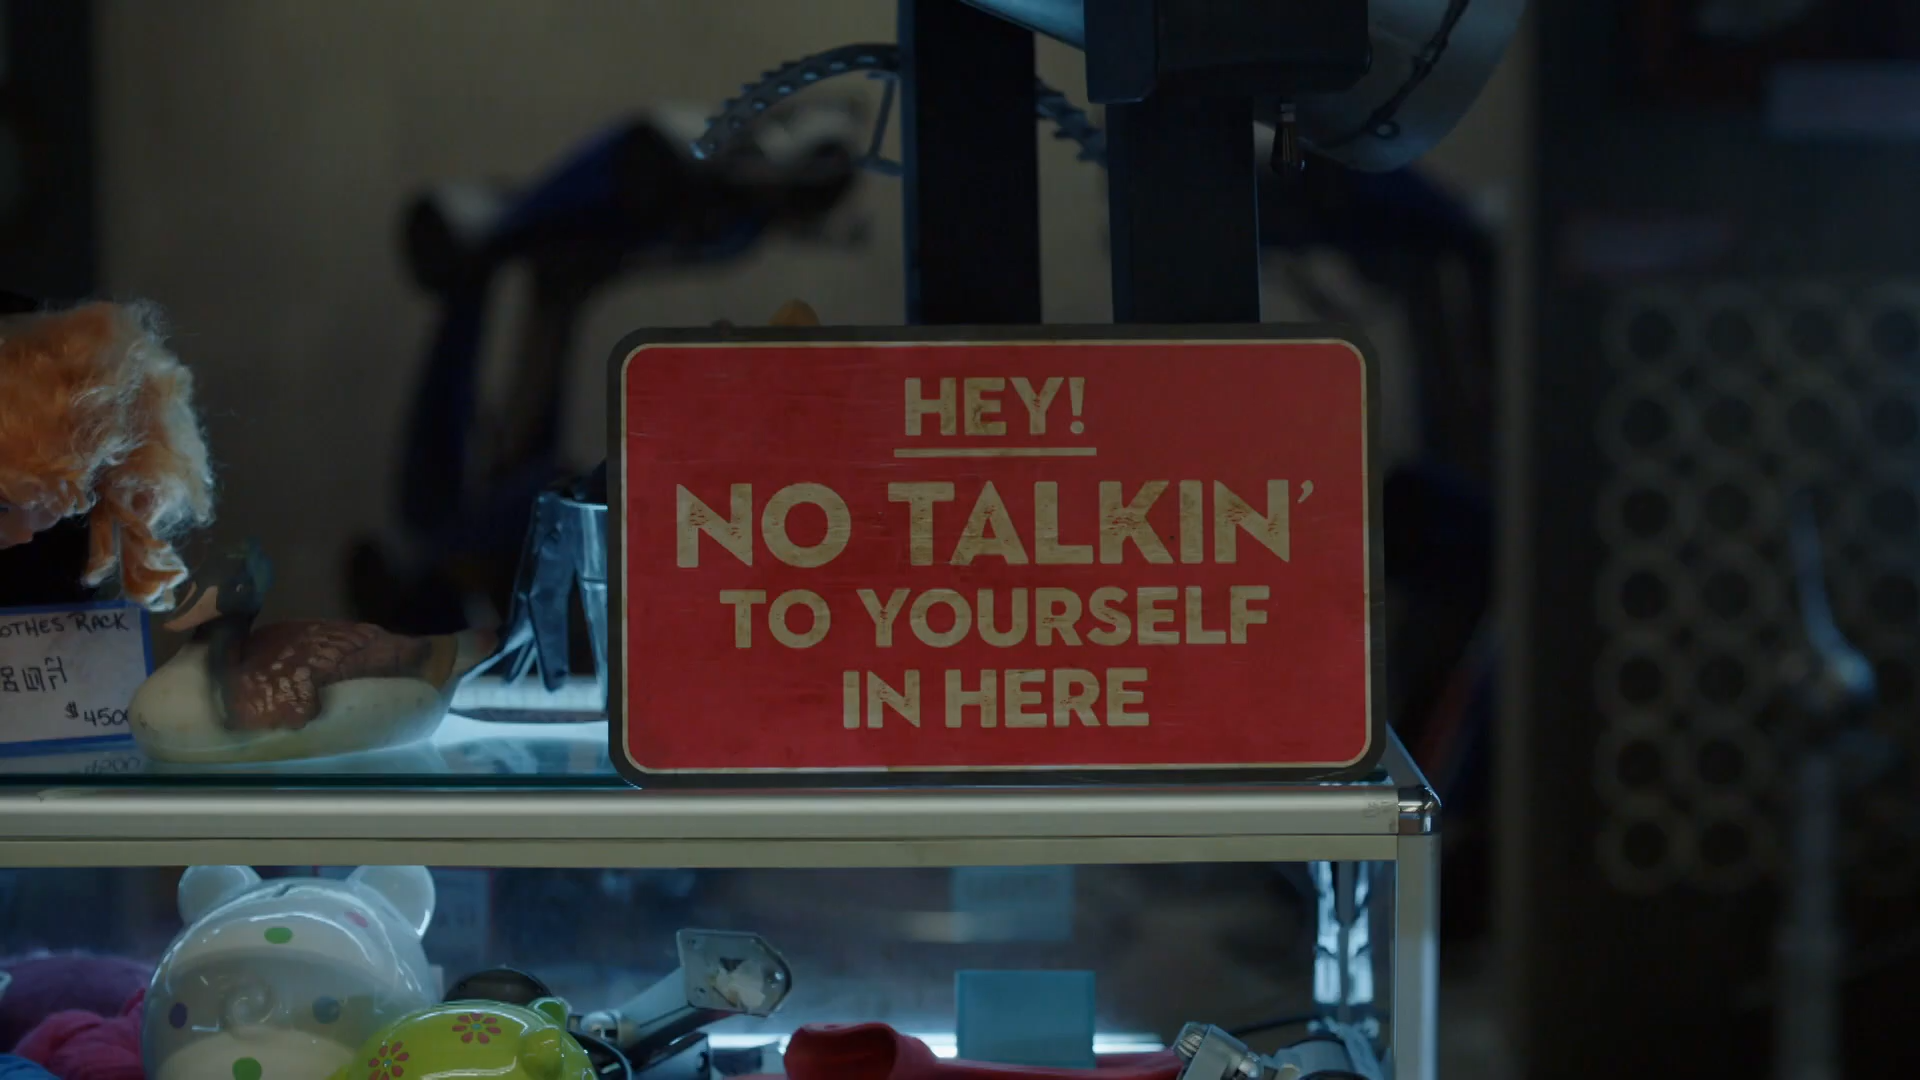 HEY!
NO TALKIN'
TO YOURSELF
IN HERE
OTHES RACK
$450